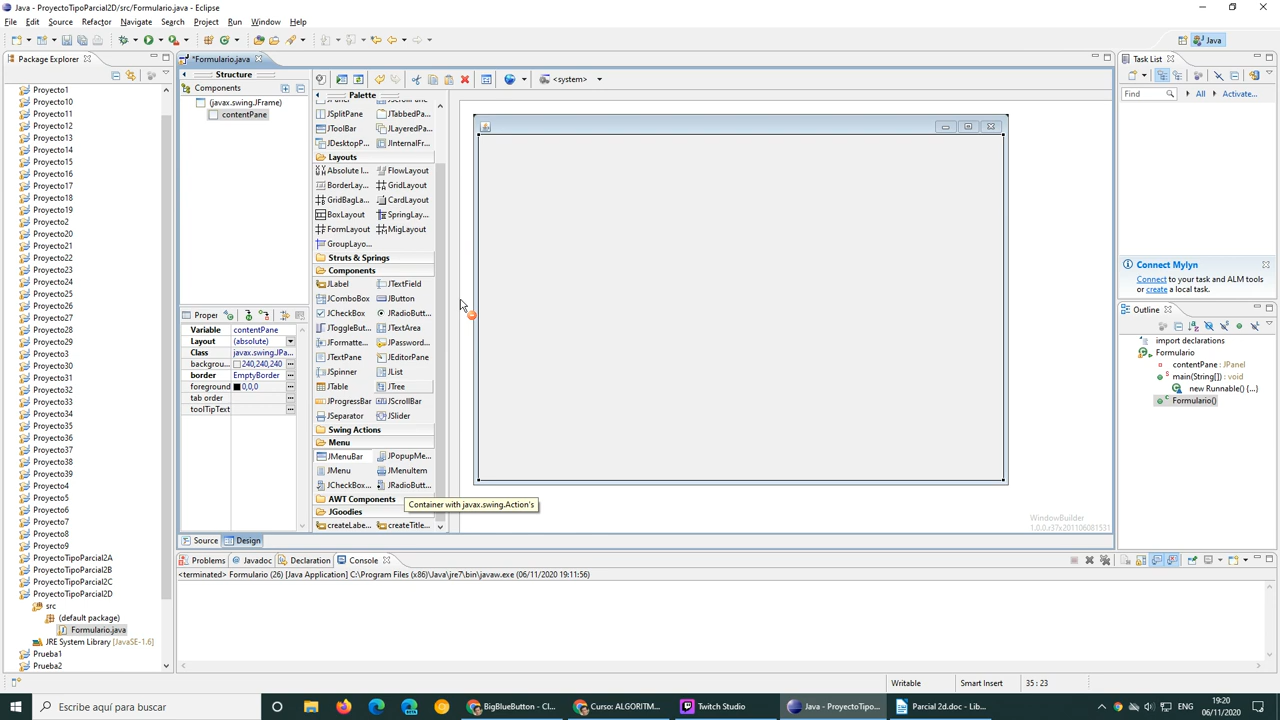 Java - ProyectoTipoParcial2D/src/Formulario.java - Eclipse
File Edit Source Refactor Navigate Search Project Run Window Help
Java
Package Explorer
Proyecto1
Proyecto10
Proyecto11
Proyecto12
Proyecto13
Proyecto14
Proyecto15
Proyecto16
Proyecto17
Proyecto18
Proyecto19
Proyecto2
Proyecto20
Proyecto21
Proyecto22
Proyecto23
Proyecto24
Proyecto25
Proyecto26
Proyecto27
Proyecto28
Proyecto29
Proyecto3
Proyecto30
Proyecto31
Proyecto32
Proyecto33
Proyecto34
Proyecto35
Proyecto36
Proyecto37
Proyecto38
Proyecto39
Proyecto4
Proyecto5
Proyecto6
Proyecto7
Proyecto8
Proyecto9
ProyectoTipoParcial2A
ProyectoTipoParcial2B
ProyectoTipoParcial2C
ProyectoTipoParcial2D
src
(default package)
Formulario.java
JRE System Library [JavaSE-1.6]
Prueba1
Prueba2
*Formulario.java
Structure
Components
(javax.swing.JFrame)
contentPane
Proper
Variable contentPane
Layout (absolute)
Class javax.swing.JPa...
backgrou... 240,240,240
border EmptyBorder
foreground 0,0,0
tab order
toolTipText
Source Design
<system>
Palette
JPanel JScrollPane
JSplitPane JTabbedPa...
JToolBar JLayeredPa...
JDesktopP... JInternalFr...
Layouts
Absolute l... FlowLayout
BorderLay... GridLayout
GridBagLa... CardLayout
BoxLayout SpringLay...
FormLayout MigLayout
GroupLayo...
Struts & Springs
Components
JLabel JTextField
JComboBox JButton
JCheckBox JRadioButt...
JToggleBut... JTextArea
JFormatte... JPassword...
JTextPane JEditorPane
JSpinner JList
JTable JTree
JProgressBar JScrollBar
JSeparator JSlider
Swing Actions
Menu
JMenuBar JPopupMe...
JMenu JMenuItem
JCheckBox... JRadioButt...
AWT Components
JGoodies
createLabe... createTitle...
Container with javax.swing.Action's
WindowBuilder
1.0.0.r37x201106081531
Task List
Find All Activate...
Connect Mylyn
Connect to your task and ALM tools
or create a local task.
Outline
import declarations
Formulario
contentPane : JPanel
main(String[]) : void
new Runnable() {...}
Formulario()
Problems Javadoc Declaration Console
<terminated> Formulario (26) [Java Application] C:\Program Files (x86)\Java\jre7\bin\javaw.exe (06/11/2020 19:11:56)
Writable Smart Insert 35 : 23
Escribe aquí para buscar
BigBlueButton - Cl...
Curso: ALGORITM...
Twitch Studio
Java - ProyectoTipo...
Parcial 2d.doc - Lib...
19:20
06/11/2020